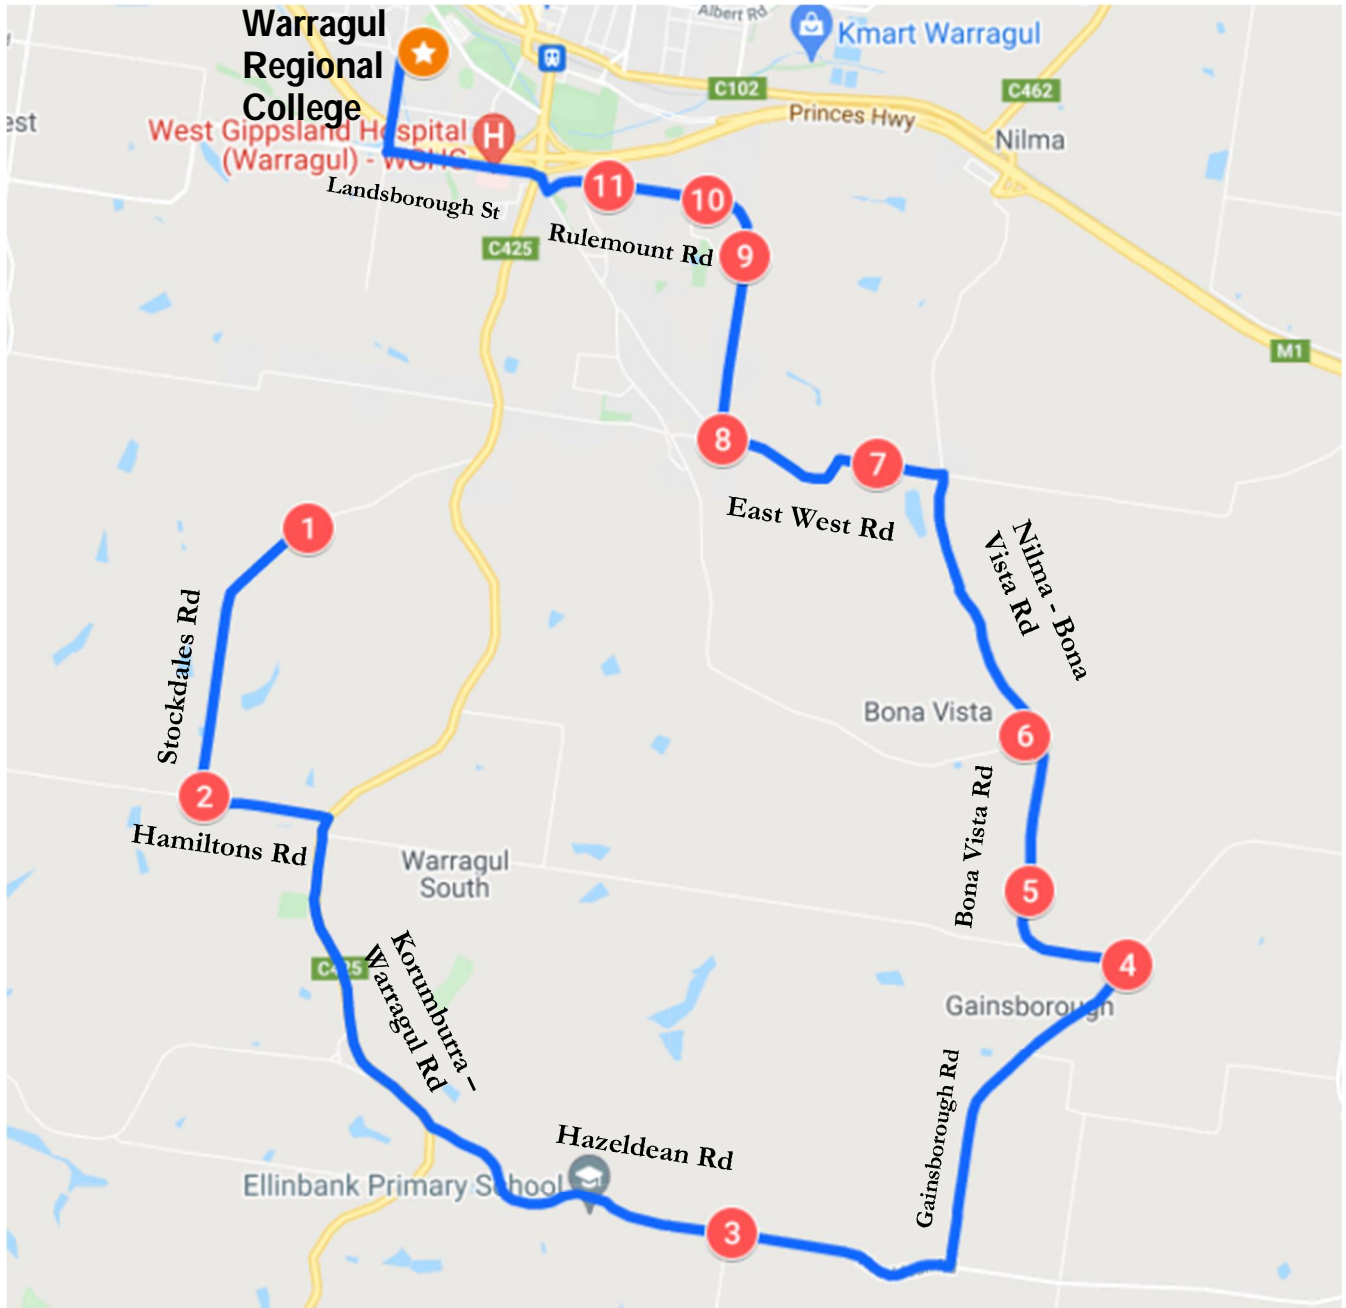 Warragul
Regional
College
Albert Rd
Kmart Warragul
C102
C462
Princes Hwy
Nilma
est
West Gippsland Hospital
(Warragul) - WGHG
H
Landsborough St
11
10
Rulemount Rd
9
C425
M1
8
7
East West Rd
1
Nilma - Bona
Vista Rd
Stockdales Rd
Bona Vista
6
2
Hamiltons Rd
Bona Vista Rd
Warragul
South
5
C425
Korumburra –
Warragul Rd
4
Gainsborough
Gainsborough Rd
Hazeldean Rd
Ellinbank Primary School
3